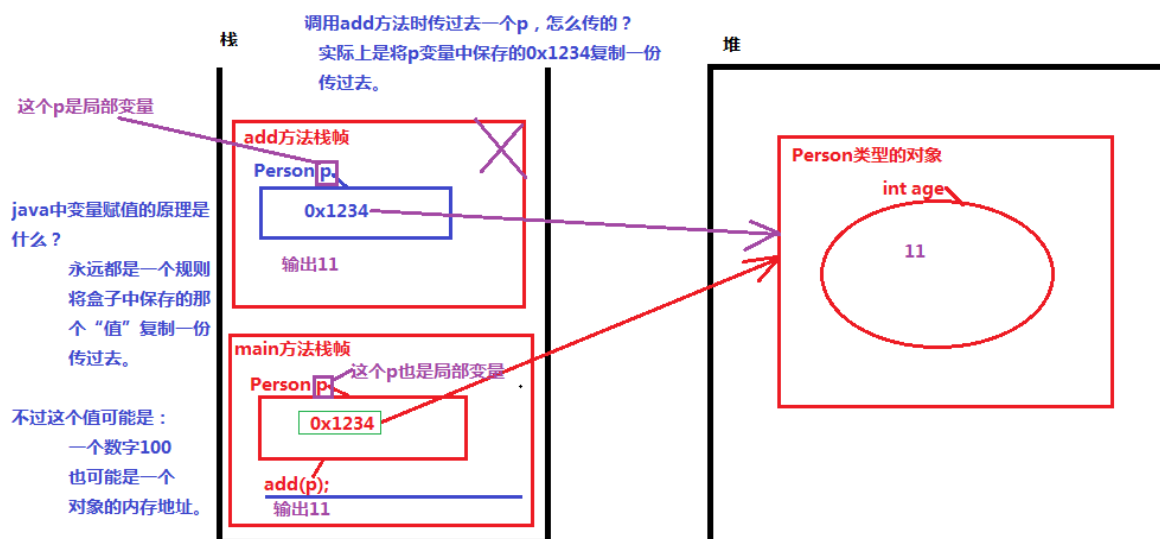 调用add方法时传过去一个p，怎么传的？
实际上是将p变量中保存的0x1234复制一份
传过去。
栈
堆
这个p是局部变量
add方法栈帧
Person p
0x1234
输出11
java中变量赋值的原理是
什么？
永远都是一个规则
将盒子中保存的那
个“值”复制一份
传过去。
不过这个值可能是：
一个数字100
也可能是一个
对象的内存地址。
main方法栈帧
这个p也是局部变量
Person p
0x1234
add(p);
输出11
Person类型的对象
int age
11